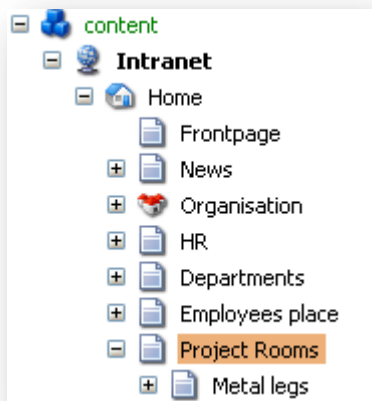 content
Intranet
Home
Frontpage
News
Organisation
HR
Departments
Employees place
Project Rooms
Metal legs